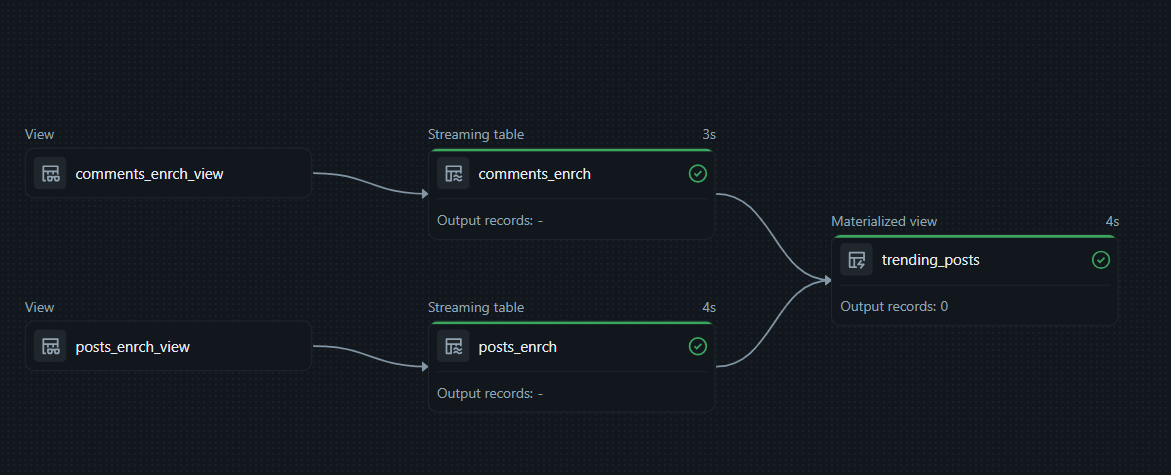 View
comments_enrch_view
Streaming table 3s
comments_enrch
Output records: -
View
posts_enrch_view
Streaming table 4s
posts_enrch
Output records: -
Materialized view 4s
trending_posts
Output records: 0